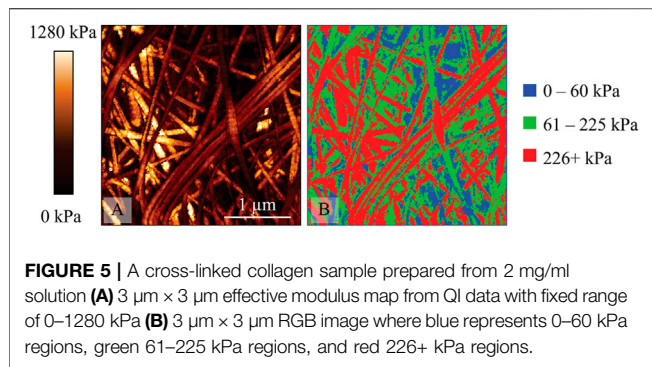 1280 kPa
0 kPa
A
1 µm
B
0 – 60 kPa
61 – 225 kPa
226+ kPa
FIGURE 5 | A cross-linked collagen sample prepared from 2 mg/ml
solution (A) 3 µm × 3 µm effective modulus map from QI data with fixed range
of 0–1280 kPa (B) 3 µm × 3 µm RGB image where blue represents 0–60 kPa
regions, green 61–225 kPa regions, and red 226+ kPa regions.